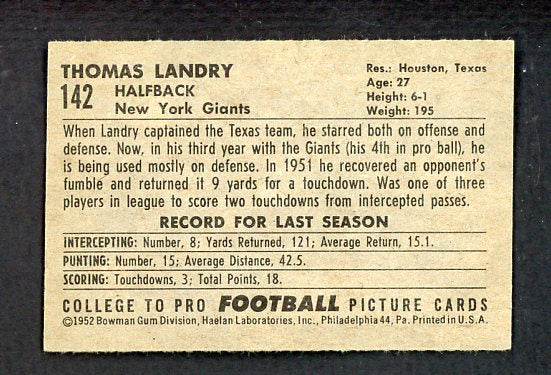 THOMAS LANDRY
142 HALFBACK
New York Giants
Res.: Houston, Texas
Age: 27
Height: 6-1
Weight: 195
When Landry captained the Texas team, he starred both on offense and
defense. Now, in his third year with the Giants (his 4th in pro ball), he
is being used mostly on defense. In 1951 he recovered an opponent's
fumble and returned it 9 yards for a touchdown. Was one of three
players in league to score two touchdowns from intercepted passes.
RECORD FOR LAST SEASON
INTERCEPTING: Number, 8; Yards Returned, 121; Average Return, 15.1.
PUNTING: Number, 15; Average Distance, 42.5.
SCORING: Touchdowns, 3; Total Points, 18.
COLLEGE TO PRO FOOTBALL PICTURE CARDS
©1952 Bowman Gum Division, Haelan Laboratories, Inc., Philadelphia 44, Pa. Printed in U.S.A.